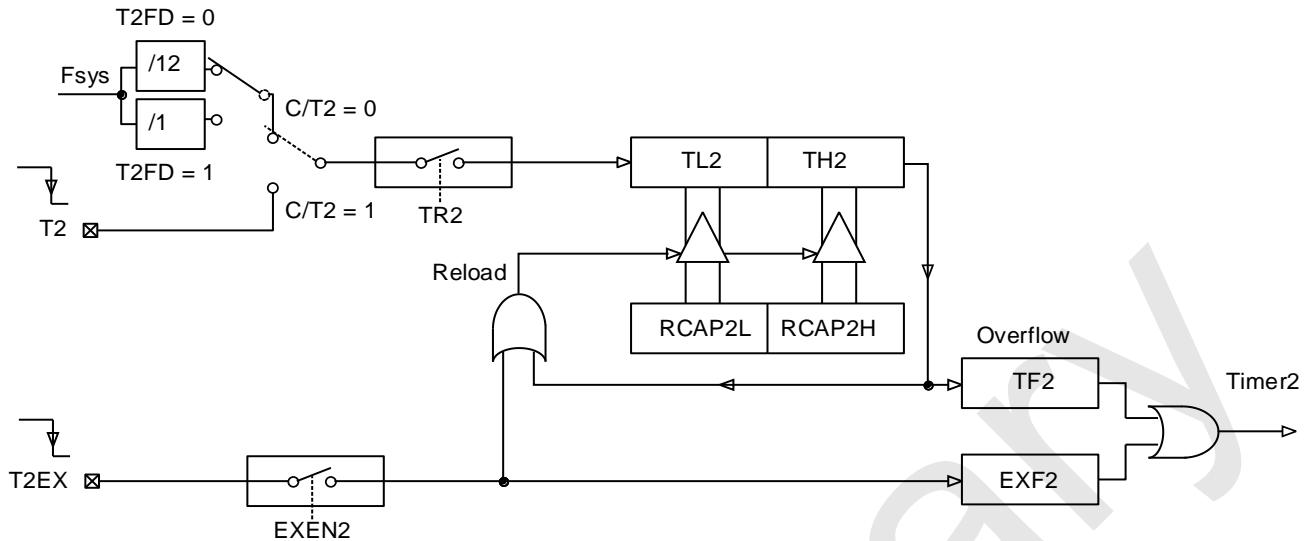 T2FD = 0
/12
Fsys
C/T2 = 0
/1
T2FD = 1
TL2 TH2
C/T2 = 1
TR2
T2
Reload
RCAP2L RCAP2H
Overflow
TF2
Timer2
T2EX
EXF2
EXEN2